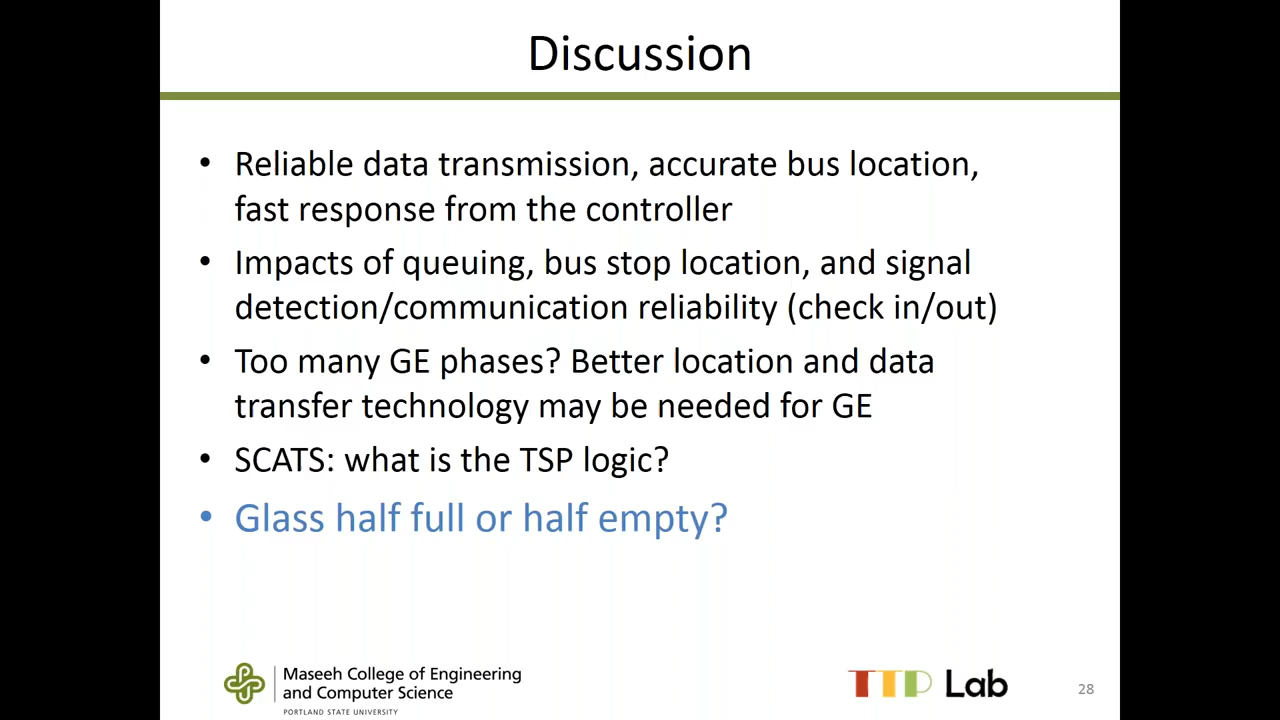 Discussion
• Reliable data transmission, accurate bus location,
fast response from the controller
• Impacts of queuing, bus stop location, and signal
detection/communication reliability (check in/out)
• Too many GE phases? Better location and data
transfer technology may be needed for GE
• SCATS: what is the TSP logic?
• Glass half full or half empty?
Maseeh College of Engineering
and Computer Science
PORTLAND STATE UNIVERSITY
TTP Lab
28